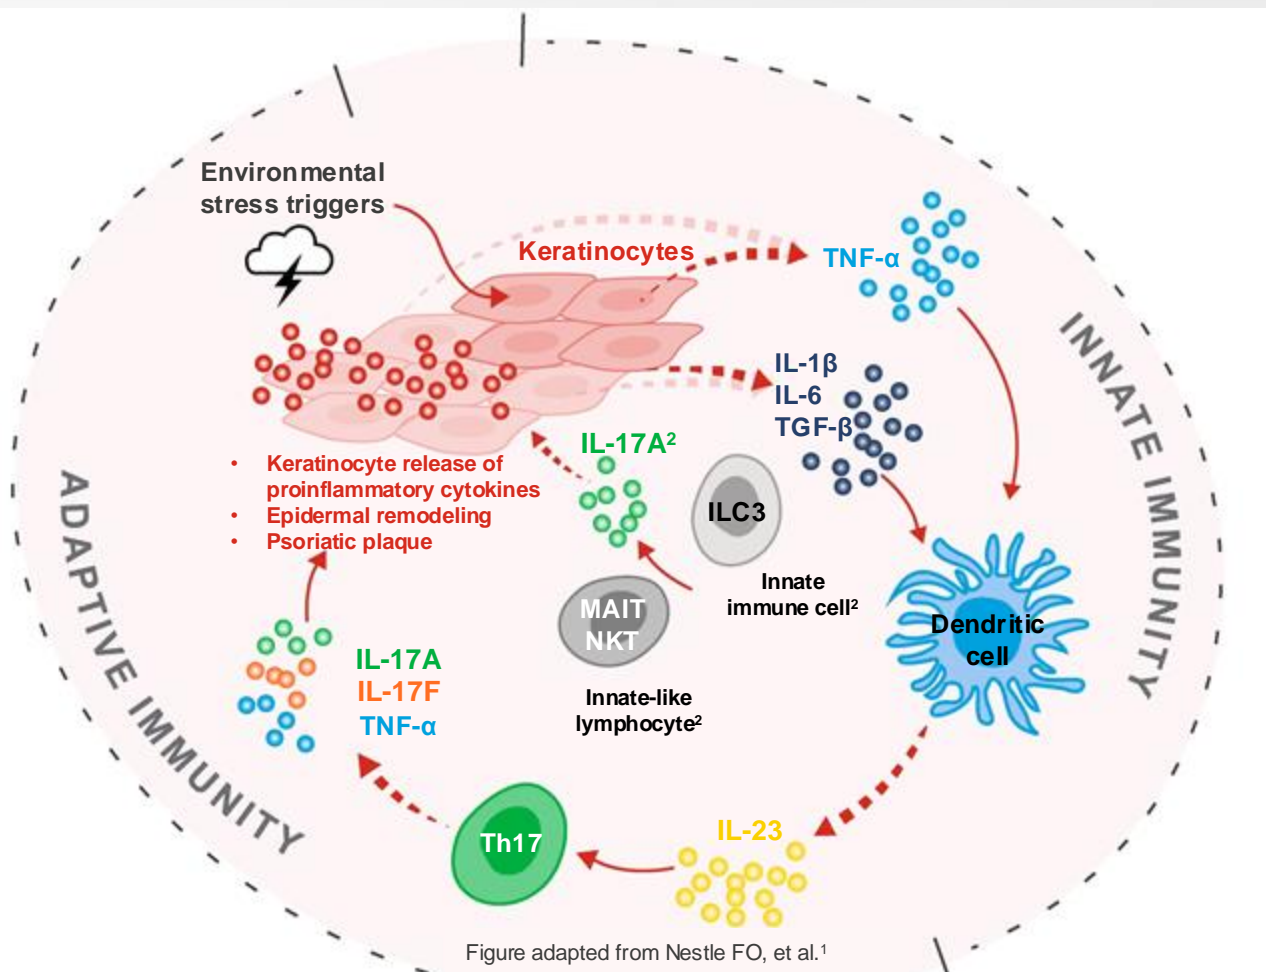 Environmental
stress triggers
Keratinocytes
TNF-α
IL-1β
IL-6
TGF-β
INNATE IMMUNITY
IL-17A²
ILC3
Innate
immune cell²
MAIT
NKT
Innate-like
lymphocyte²
Dendritic
cell
• Keratinocyte release of
proinflammatory cytokines
• Epidermal remodeling
• Psoriatic plaque
ADAPTIVE IMMUNITY
IL-17A
IL-17F
TNF-α
Th17
IL-23
Figure adapted from Nestle FO, et al.¹